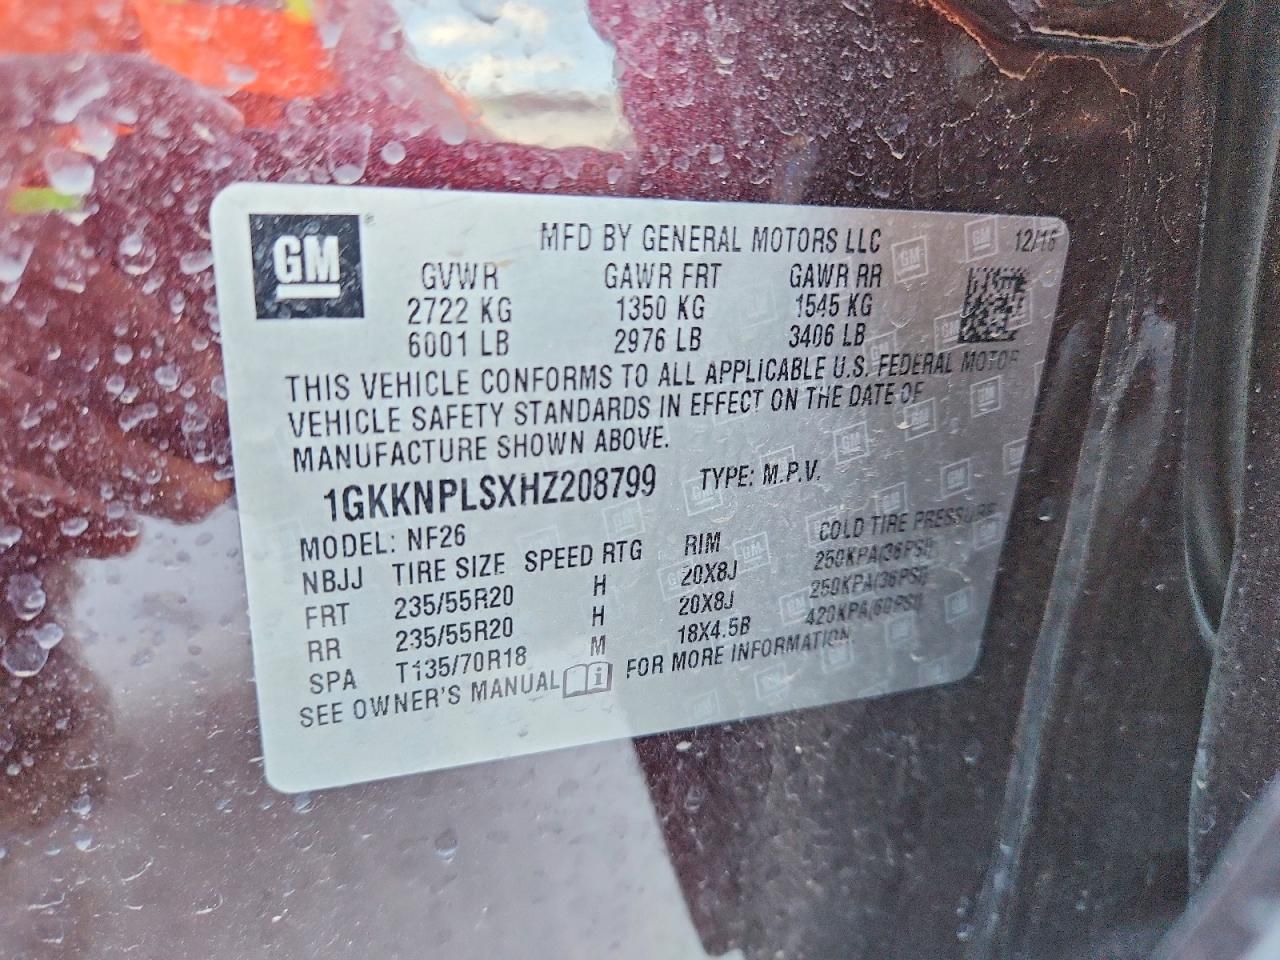 GM
MFD BY GENERAL MOTORS LLC
12/16
GVWR GAWR FRT GAWR RR
2722 KG 1350 KG 1545 KG
6001 LB 2976 LB 3406 LB
THIS VEHICLE CONFORMS TO ALL APPLICABLE U.S. FEDERAL MOTOR
VEHICLE SAFETY STANDARDS IN EFFECT ON THE DATE OF
MANUFACTURE SHOWN ABOVE.
1GKKNPLSXHZ208799 TYPE: M.P.V.
MODEL: NF26
NBJJ TIRE SIZE SPEED RTG RIM COLD TIRE PRESSURE
FRT 235/55R20 H 20X8J 250KPA(36PSI)
RR 235/55R20 H 20X8J 250KPA(36PSI)
SPA T135/70R18 M 18X4.5B 420KPA(60PSI)
SEE OWNER'S MANUAL FOR MORE INFORMATION